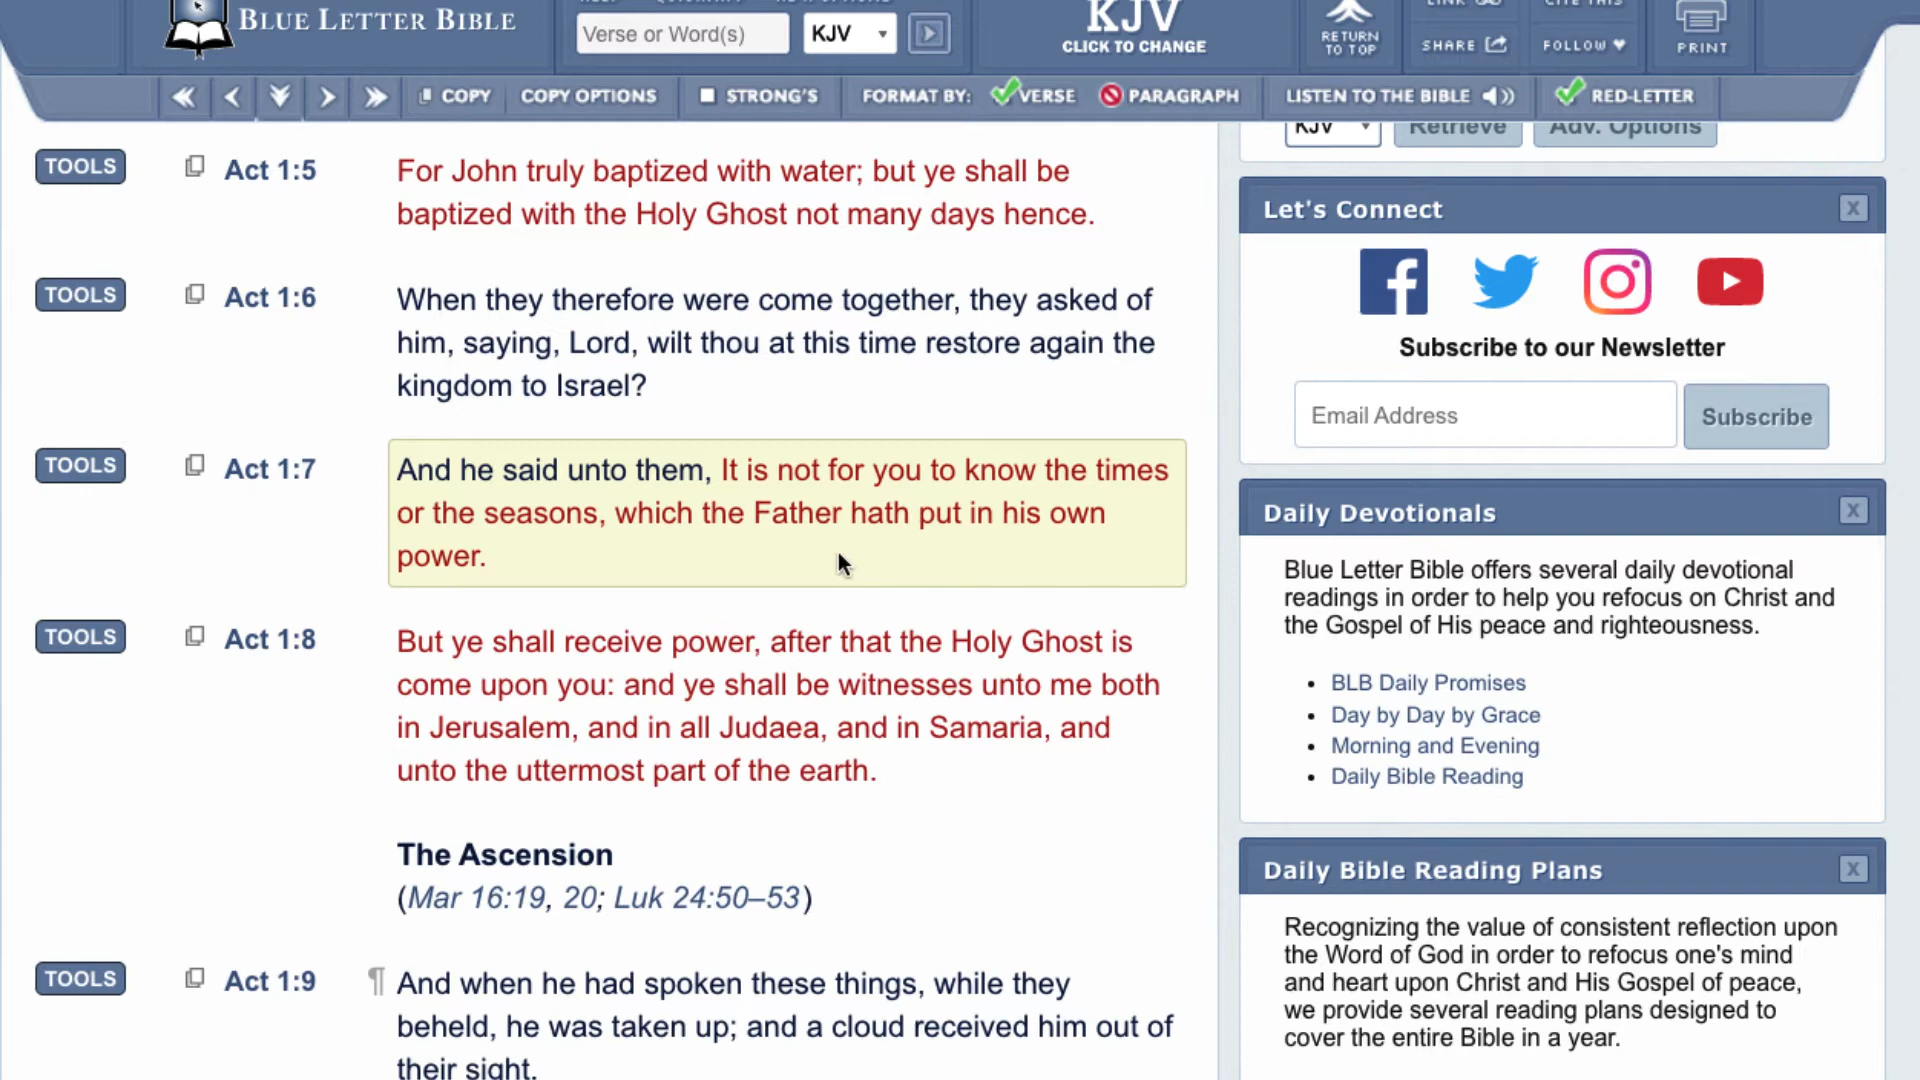 BLUE LETTER BIBLE
Verse or Word(s)
KJV
KJV
CLICK TO CHANGE
RETURN
TO TOP
LINK
SHARE
CITE THIS
FOLLOW
PRINT
COPY
COPY OPTIONS
STRONG'S
FORMAT BY:
VERSE
PARAGRAPH
LISTEN TO THE BIBLE
RED-LETTER
TOOLS
Act 1:5
For John truly baptized with water; but ye shall be
baptized with the Holy Ghost not many days hence.
TOOLS
Act 1:6
When they therefore were come together, they asked of
him, saying, Lord, wilt thou at this time restore again the
kingdom to Israel?
TOOLS
Act 1:7
And he said unto them, It is not for you to know the times
or the seasons, which the Father hath put in his own
power.
TOOLS
Act 1:8
But ye shall receive power, after that the Holy Ghost is
come upon you: and ye shall be witnesses unto me both
in Jerusalem, and in all Judaea, and in Samaria, and
unto the uttermost part of the earth.
The Ascension
(Mar 16:19, 20; Luk 24:50–53)
TOOLS
Act 1:9
¶ And when he had spoken these things, while they
beheld, he was taken up; and a cloud received him out of
their sight.
KJV
Retrieve
Adv. Options
Let's Connect
X
Subscribe to our Newsletter
Email Address
Subscribe
Daily Devotionals
X
Blue Letter Bible offers several daily devotional
readings in order to help you refocus on Christ and
the Gospel of His peace and righteousness.
• BLB Daily Promises
• Day by Day by Grace
• Morning and Evening
• Daily Bible Reading
Daily Bible Reading Plans
X
Recognizing the value of consistent reflection upon
the Word of God in order to refocus one's mind
and heart upon Christ and His Gospel of peace,
we provide several reading plans designed to
cover the entire Bible in a year.